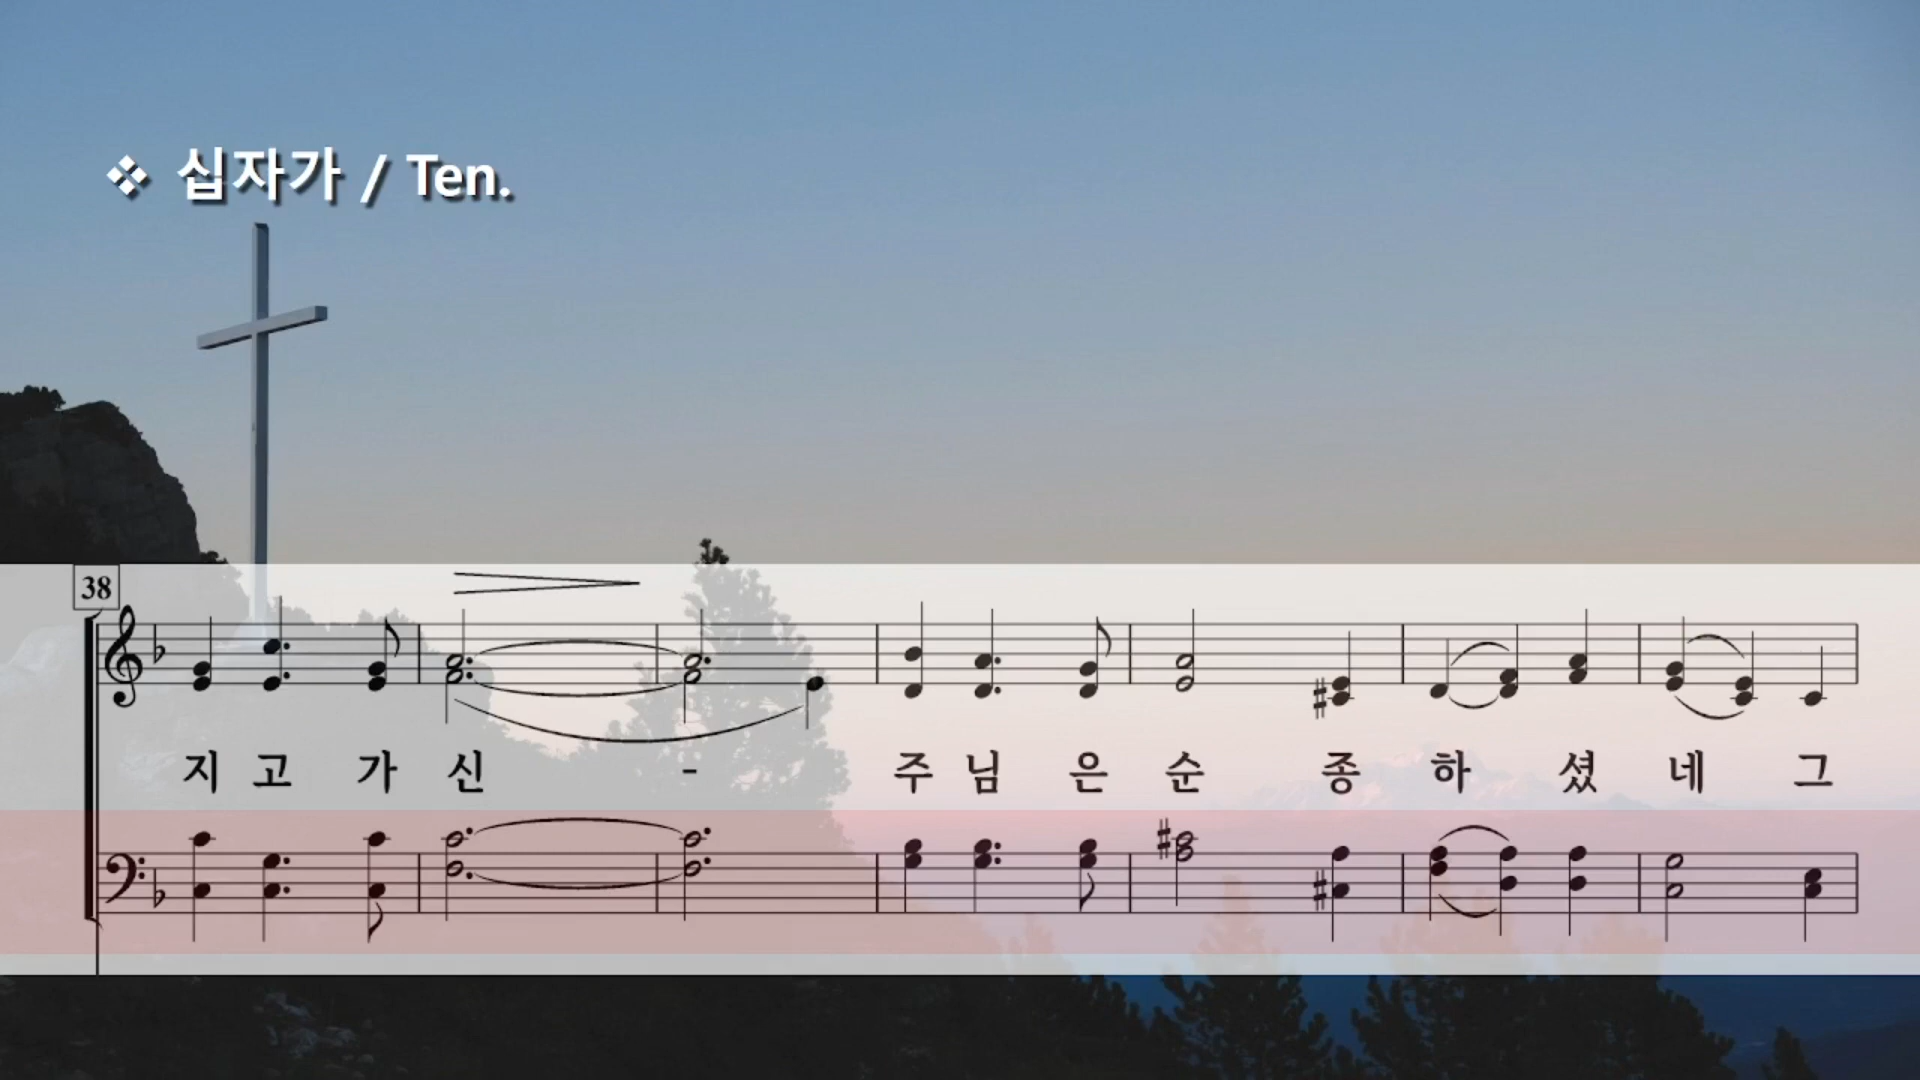 ❖ 십자가 / Ten.
38
지 고 가 신 - 주 님 은 순 종 하 셨 네 그